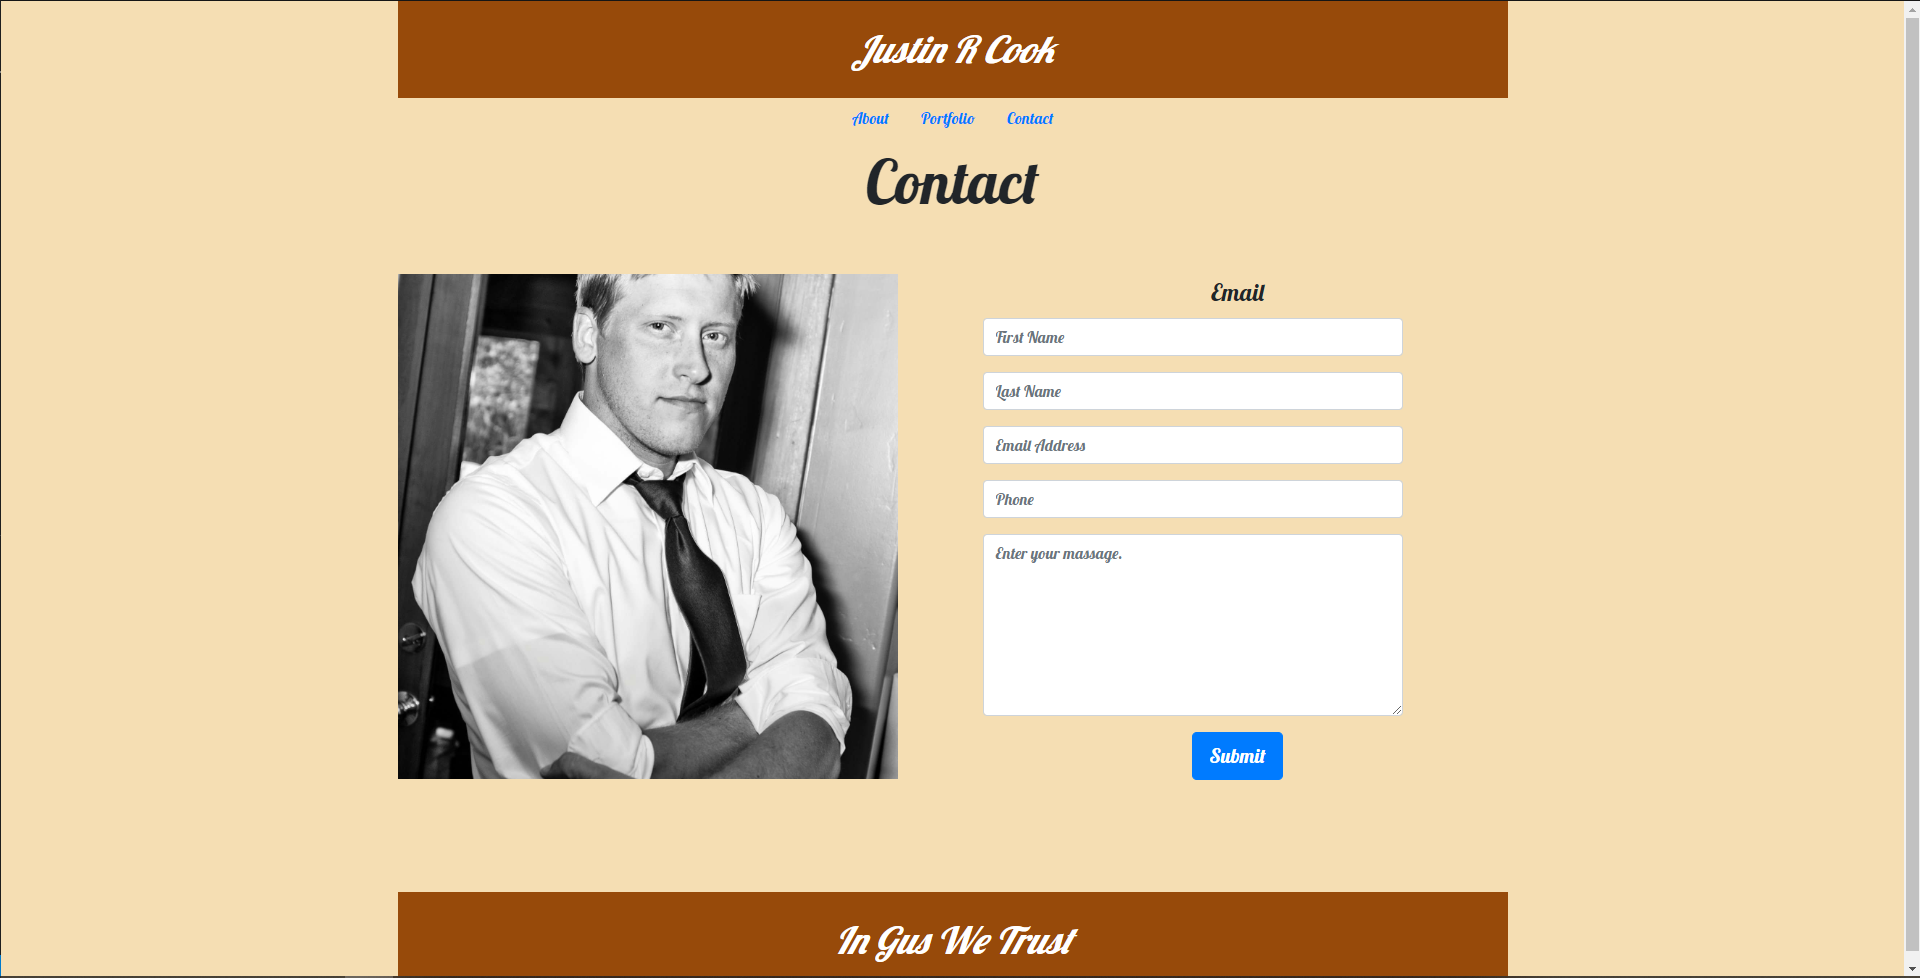 Justin R Cook
About Portfolio Contact
Contact
Email
First Name
Last Name
Email Address
Phone
Enter your massage.
Submit
In Gus We Trust